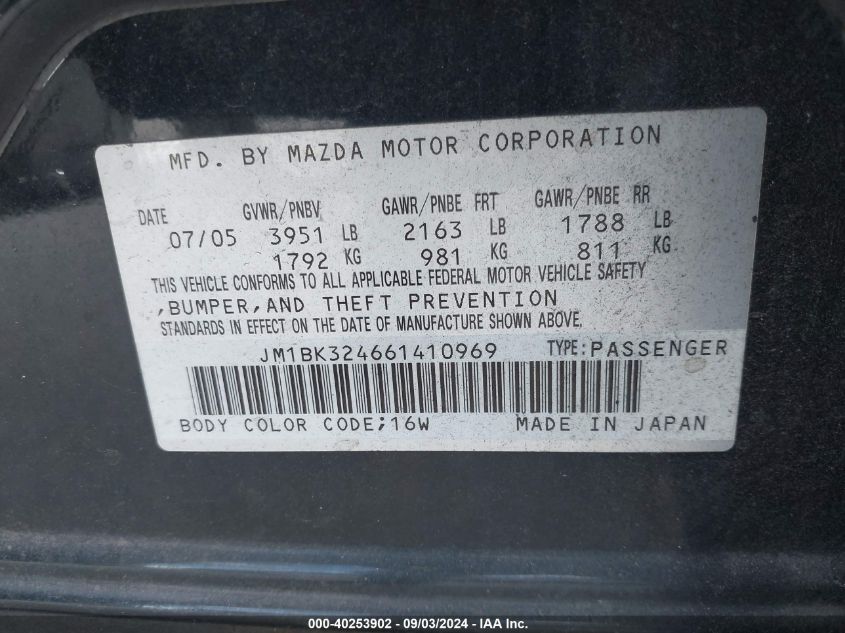 MFD. BY MAZDA MOTOR CORPORATION
DATE GVWR/PNBV GAWR/PNBE FRT GAWR/PNBE RR
07/05 3951 LB 2163 LB 1788 LB
1792 KG 981 KG 811 KG
THIS VEHICLE CONFORMS TO ALL APPLICABLE FEDERAL MOTOR VEHICLE SAFETY
,BUMPER,AND THEFT PREVENTION
STANDARDS IN EFFECT ON THE DATE OF MANUFACTURE SHOWN ABOVE.
JM1BK324661410969 TYPE:PASSENGER
BODY COLOR CODE;16W MADE IN JAPAN
000-40253902 - 09/03/2024 - IAA Inc.